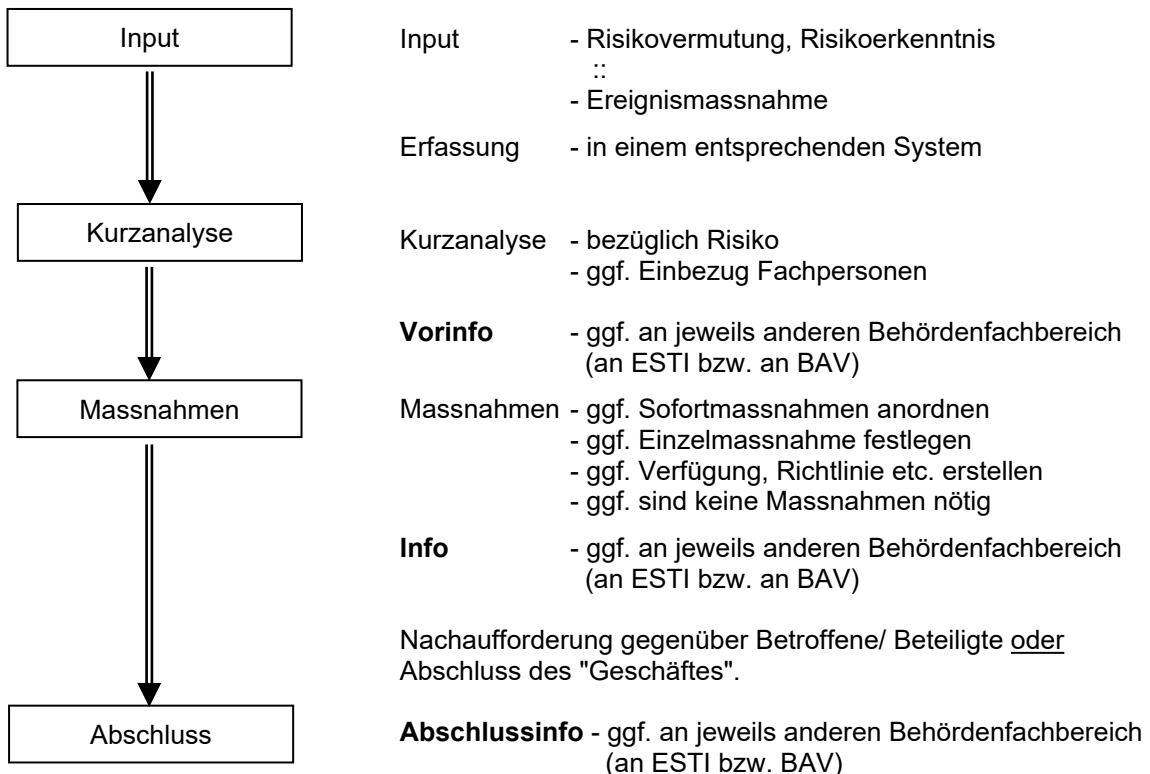 Input
Input - Risikovermutung, Risikoerkenntnis
::
- Ereignismassnahme
Erfassung - in einem entsprechenden System
Kurzanalyse
Kurzanalyse - bezüglich Risiko
- ggf. Einbezug Fachpersonen
Vorinfo - ggf. an jeweils anderen Behördenfachbereich
(an ESTI bzw. an BAV)
Massnahmen
Massnahmen - ggf. Sofortmassnahmen anordnen
- ggf. Einzelmassnahme festlegen
- ggf. Verfügung, Richtlinie etc. erstellen
- ggf. sind keine Massnahmen nötig
Info - ggf. an jeweils anderen Behördenfachbereich
(an ESTI bzw. an BAV)
Nachaufforderung gegenüber Betroffene/ Beteiligte oder
Abschluss des "Geschäftes".
Abschluss
Abschlussinfo - ggf. an jeweils anderen Behördenfachbereich
(an ESTI bzw. BAV)